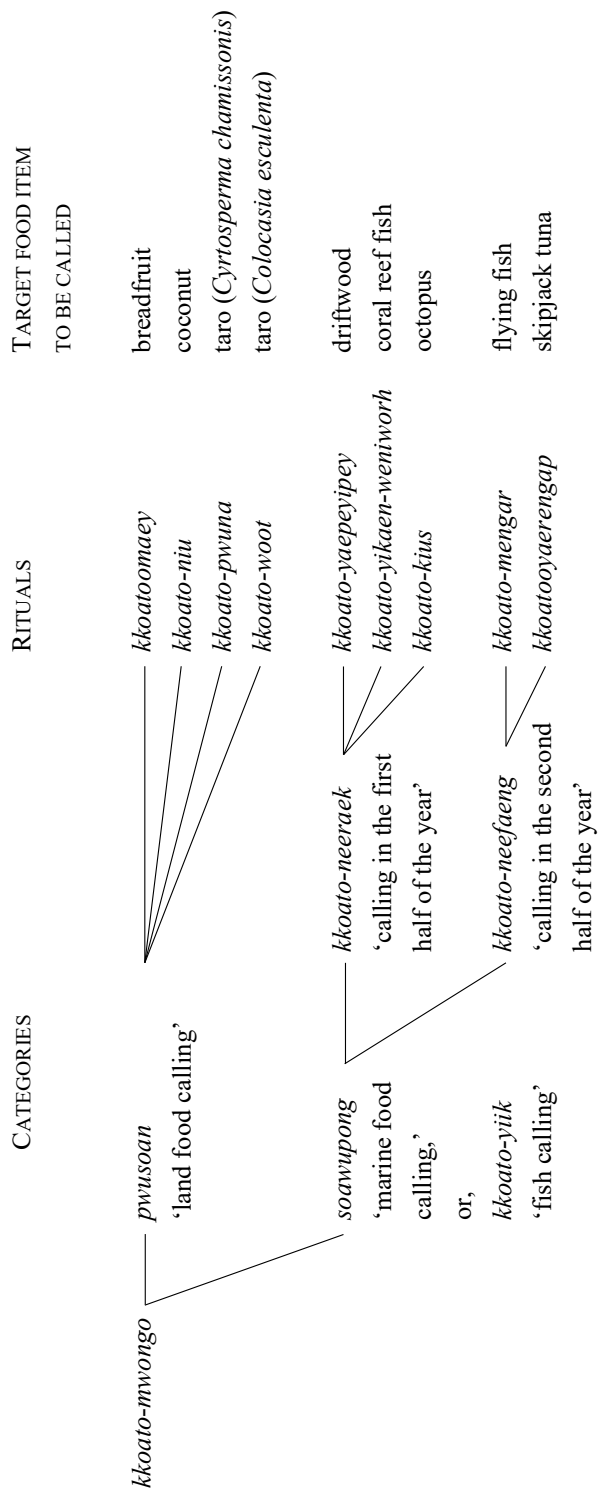 CATEGORIES
RITUALS
TARGET FOOD ITEM
TO BE CALLED
kkoato-mwongo
pwusoan
‘land food calling’
kkoatoomaey
breadfruit
kkoato-niu
coconut
kkoato-pwuna
taro (Cyrtosperma chamissonis)
kkoato-woot
taro (Colocasia esculenta)
soawupong
‘marine food
calling,’
or,
kkoato-yiik
‘fish calling’
kkoato-neeraek
‘calling in the first
half of the year’
kkoato-yaepeyipey
driftwood
kkoato-yikaen-weniworh
coral reef fish
kkoato-kius
octopus
kkoato-neefaeng
‘calling in the second
half of the year’
kkoato-mengar
flying fish
kkoatooyaerengap
skipjack tuna